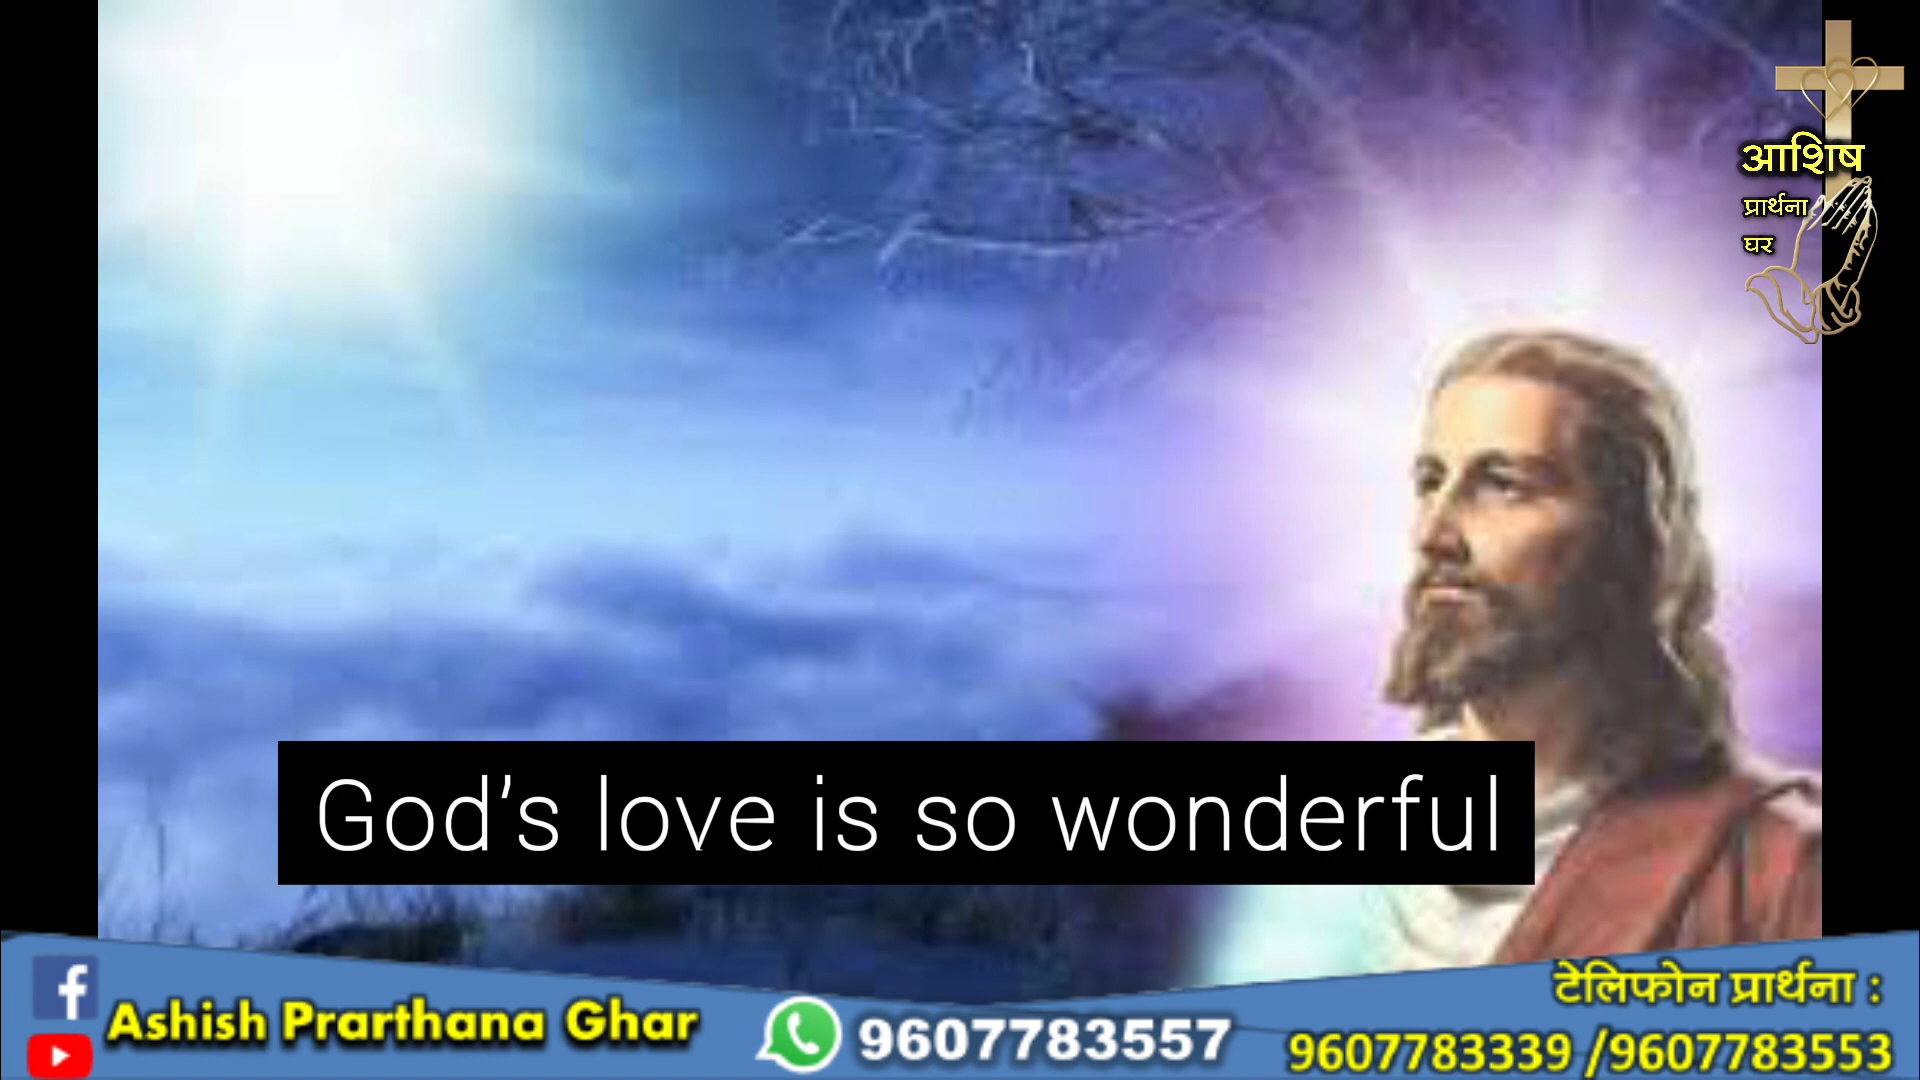 आशिष
प्रार्थना
घर
God’s love is so wonderful
Ashish Prarthana Ghar
9607783557
टेलिफोन प्रार्थना :
9607783339 /9607783553